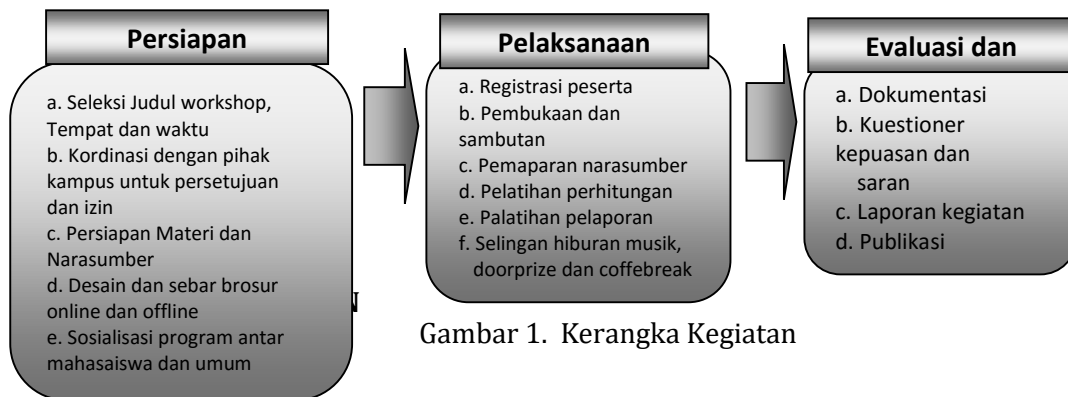 Persiapan
a. Seleksi Judul workshop,
Tempat dan waktu
b. Kordinasi dengan pihak
kampus untuk persetujuan
dan izin
c. Persiapan Materi dan
Narasumber
d. Desain dan sebar brosur
online dan offline
e. Sosialisasi program antar
mahasaiswa dan umum
Pelaksanaan
a. Registrasi peserta
b. Pembukaan dan
sambutan
c. Pemaparan narasumber
d. Pelatihan perhitungan
e. Palatihan pelaporan
f. Selingan hiburan musik,
doorprize dan coffebreak
Evaluasi dan
a. Dokumentasi
b. Kuestioner
kepuasan dan
saran
c. Laporan kegiatan
d. Publikasi
Gambar 1. Kerangka Kegiatan